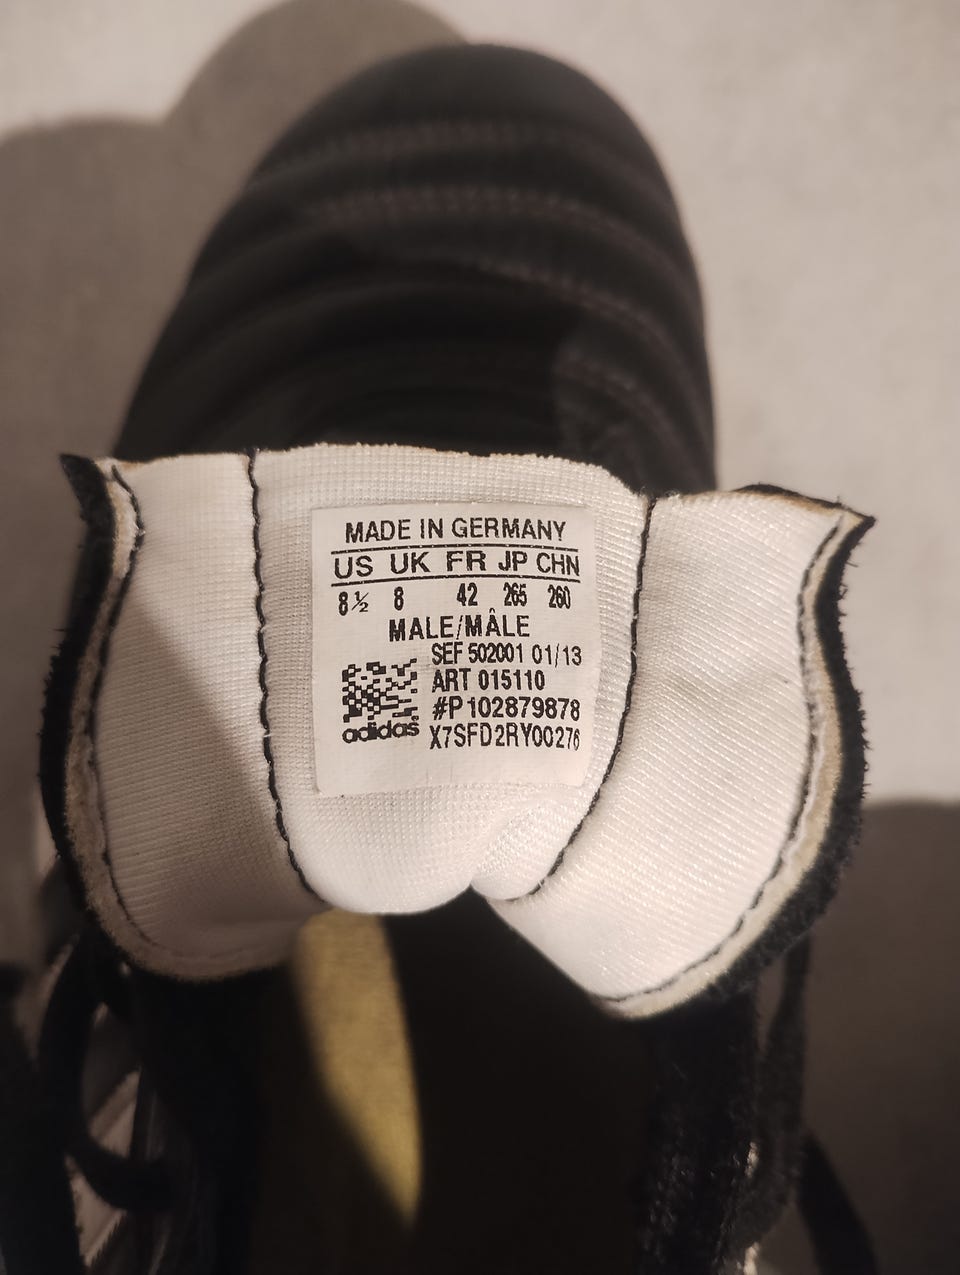 MADE IN GERMANY
US UK FR JP CHN
8½ 8 42 265 260
MALE/MÂLE
SEF 502001 01/13
ART 015110
#P102879878
adidas
X7SFD2RY00276